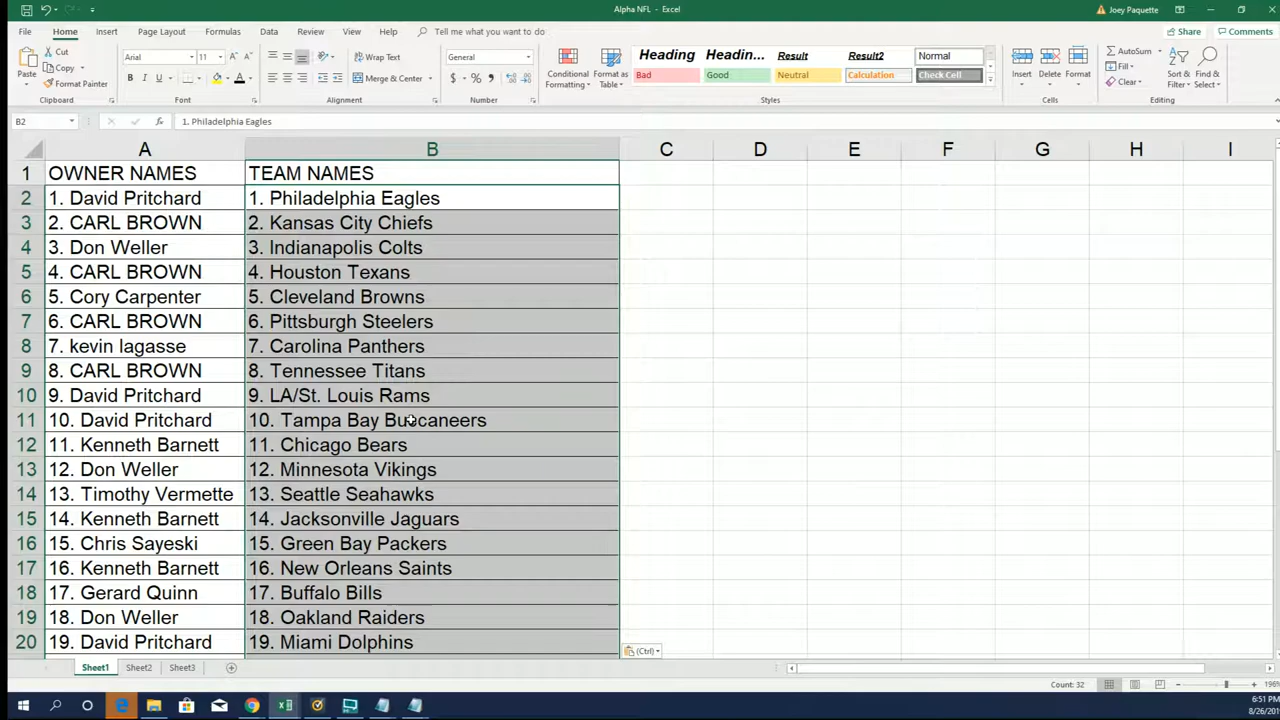 Alpha NFL - Excel
Joey Paquette
File Home Insert Page Layout Formulas Data Review View Help Tell me what you want to do
Share Comments
Paste
Cut
Copy
Format Painter
Clipboard
Arial 11
B I U
Font
Wrap Text
Merge & Center
Alignment
General
$ % ,
Number
Conditional Formatting
Format as Table
Heading Headin... Result Result2 Normal
Bad Good Neutral Calculation Check Cell
Styles
Insert Delete Format
Cells
AutoSum
Fill
Clear
Sort & Filter
Find & Select
Editing
B2 fx 1. Philadelphia Eagles
A B C D E F G H I
1 OWNER NAMES TEAM NAMES
2 1. David Pritchard 1. Philadelphia Eagles
3 2. CARL BROWN 2. Kansas City Chiefs
4 3. Don Weller 3. Indianapolis Colts
5 4. CARL BROWN 4. Houston Texans
6 5. Cory Carpenter 5. Cleveland Browns
7 6. CARL BROWN 6. Pittsburgh Steelers
8 7. kevin lagasse 7. Carolina Panthers
9 8. CARL BROWN 8. Tennessee Titans
10 9. David Pritchard 9. LA/St. Louis Rams
11 10. David Pritchard 10. Tampa Bay Buccaneers
12 11. Kenneth Barnett 11. Chicago Bears
13 12. Don Weller 12. Minnesota Vikings
14 13. Timothy Vermette 13. Seattle Seahawks
15 14. Kenneth Barnett 14. Jacksonville Jaguars
16 15. Chris Sayeski 15. Green Bay Packers
17 16. Kenneth Barnett 16. New Orleans Saints
18 17. Gerard Quinn 17. Buffalo Bills
19 18. Don Weller 18. Oakland Raiders
20 19. David Pritchard 19. Miami Dolphins
(Ctrl)
Sheet1 Sheet2 Sheet3
Count: 32 196%
6:51 PM
8/26/201